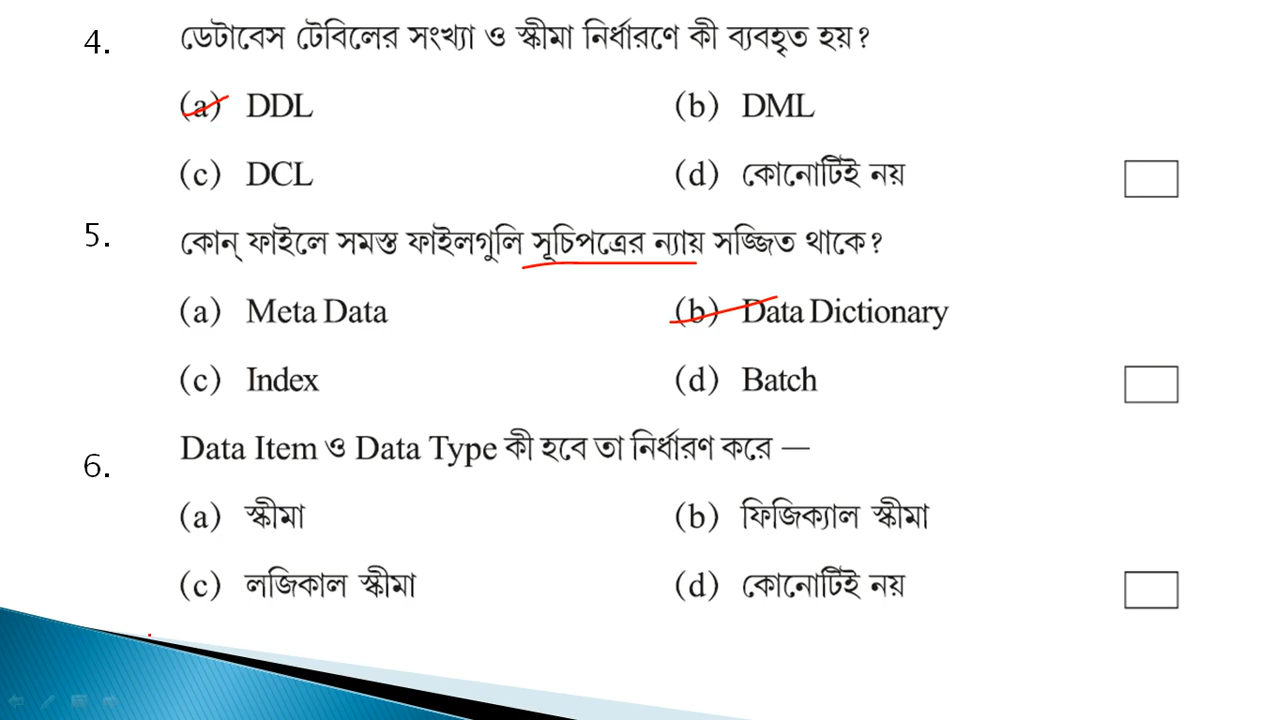 4. ডেটাবেস টেবিলের সংখ্যা ও স্কীমা নির্ধারণে কী ব্যবহৃত হয়?
(a) DDL (b) DML
(c) DCL (d) কোনোটিই নয়
5. কোন্ ফাইলে সমস্ত ফাইলগুলি সূচিপত্রের ন্যায় সজ্জিত থাকে?
(a) Meta Data (b) Data Dictionary
(c) Index (d) Batch
6. Data Item ও Data Type কী হবে তা নির্ধারণ করে —
(a) স্কীমা (b) ফিজিক্যাল স্কীমা
(c) লজিকাল স্কীমা (d) কোনোটিই নয়